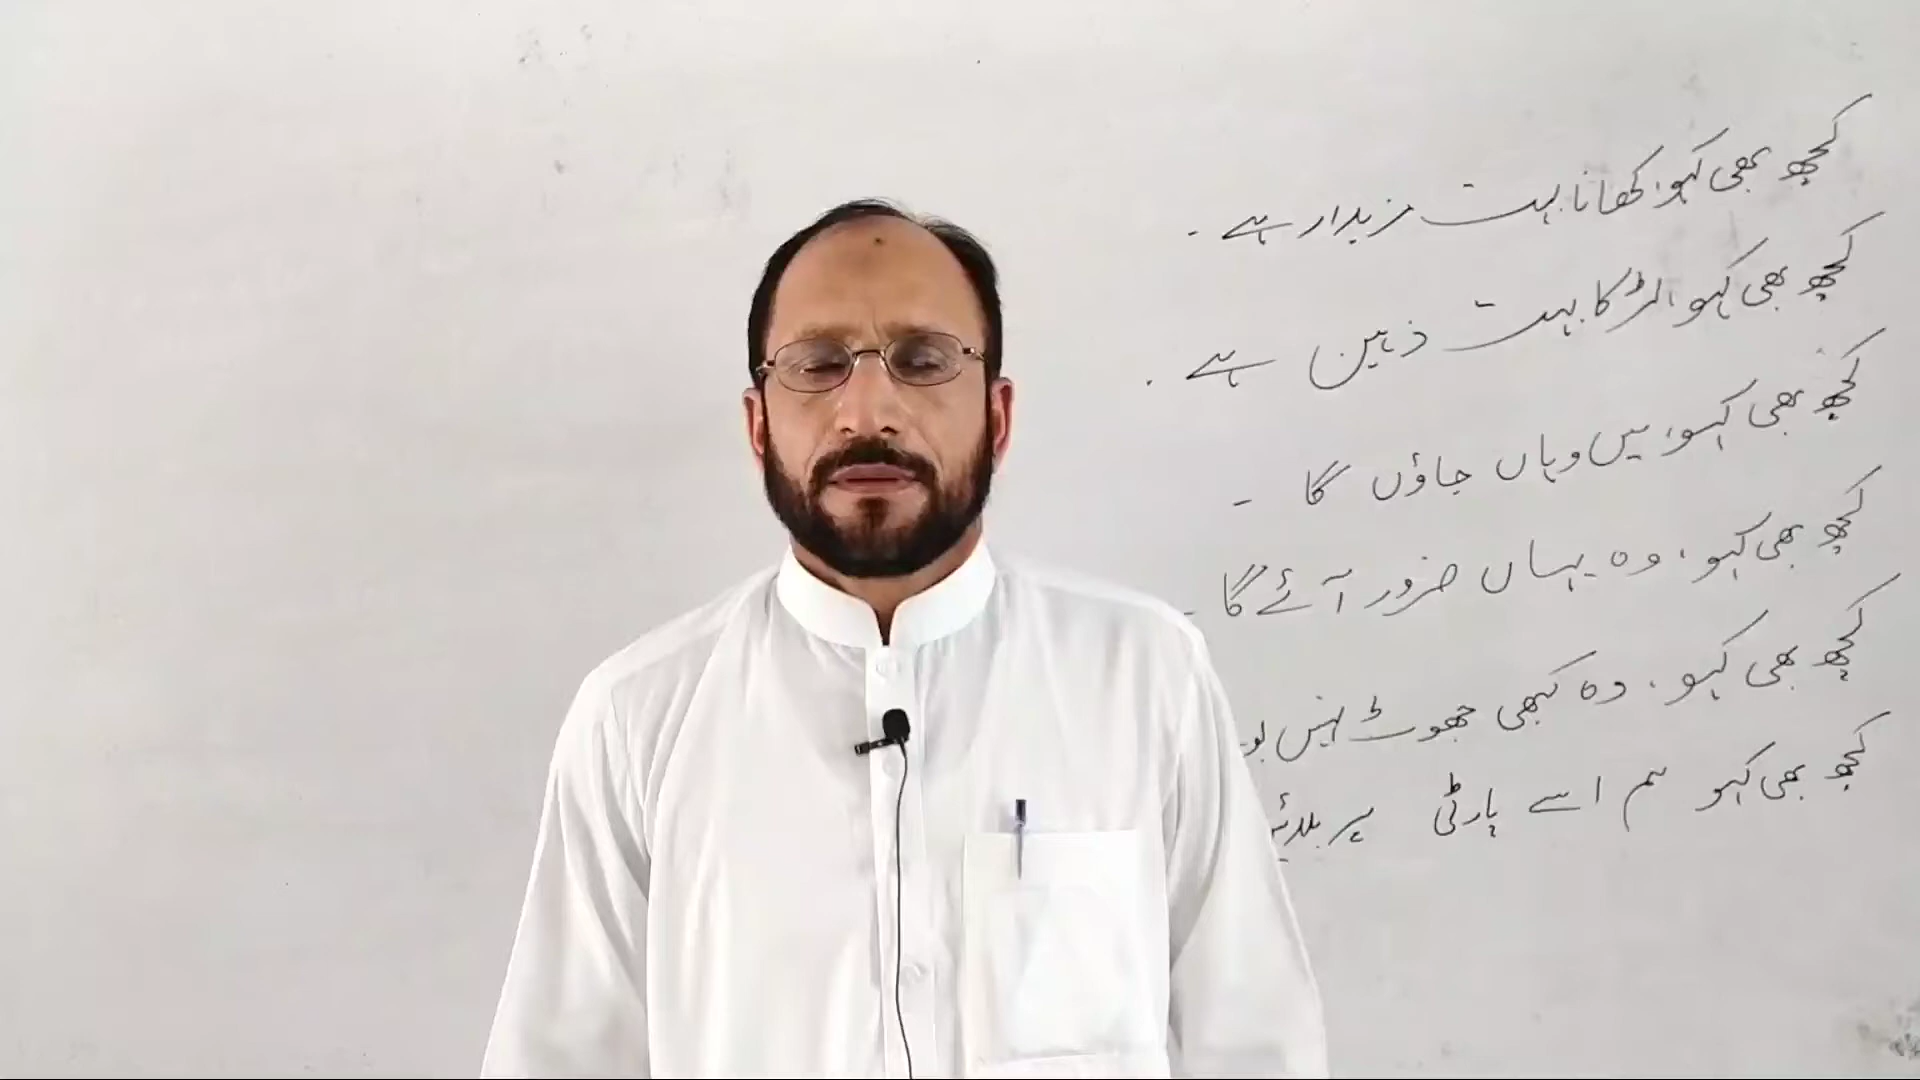 کچھ بھی کہو، کھانا بہت مزیدار ہے ۔
کچھ بھی کہو، لڑکا بہت ذہین ہے ۔
کچھ بھی کہو، میں وہاں جاؤں گا ۔
کچھ بھی کہو، وہ یہاں ضرور آئے گا ۔
کچھ بھی کہو، وہ کبھی جھوٹ نہیں
کچھ بھی کہو ہم اسے پارٹی پر